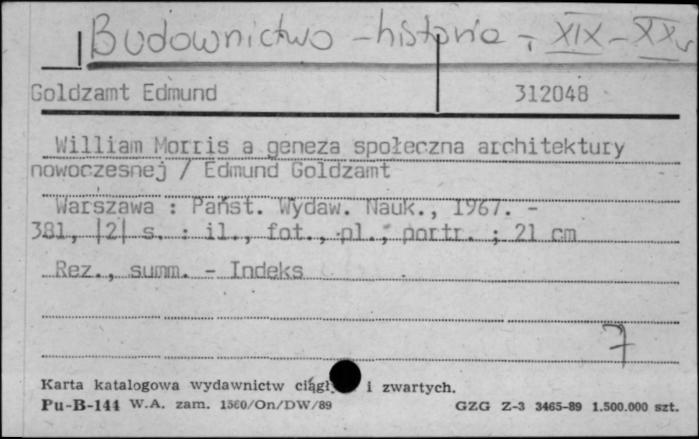 Budownictwo - historia - XIX - XX w
Goldzamt Edmund 312048
William Morris a geneza społeczna architektury
nowoczesnej / Edmund Goldzamt
Warszawa : Państ. Wydaw. Nauk., 1967. -
381, |2| s. : il., fot., pl., portr. ; 21 cm
Rez., summ. - Indeks
7
Karta katalogowa wydawnictw ciągły i zwartych.
Pu-B-144 W.A. zam. 1560/On/DW/89 GZG Z-3 3465-89 1.500.000 szt.